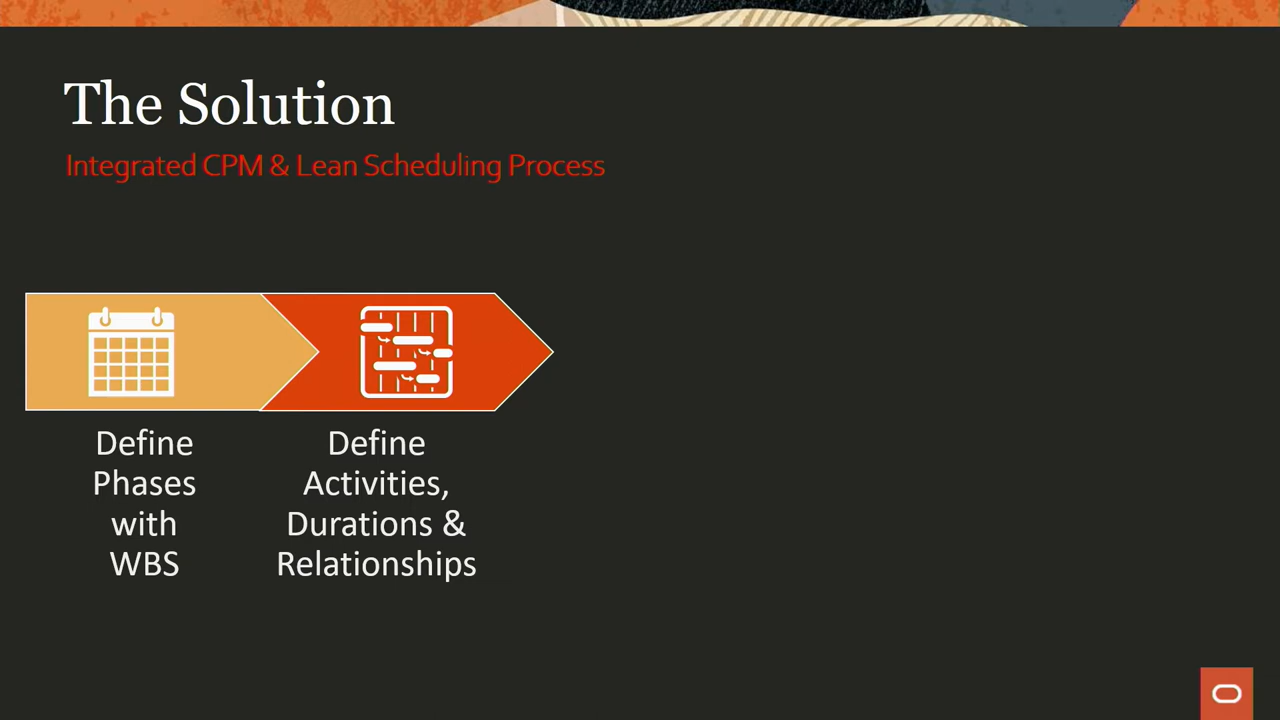 The Solution
Integrated CPM & Lean Scheduling Process
Define
Phases
with
WBS
Define
Activities,
Durations &
Relationships